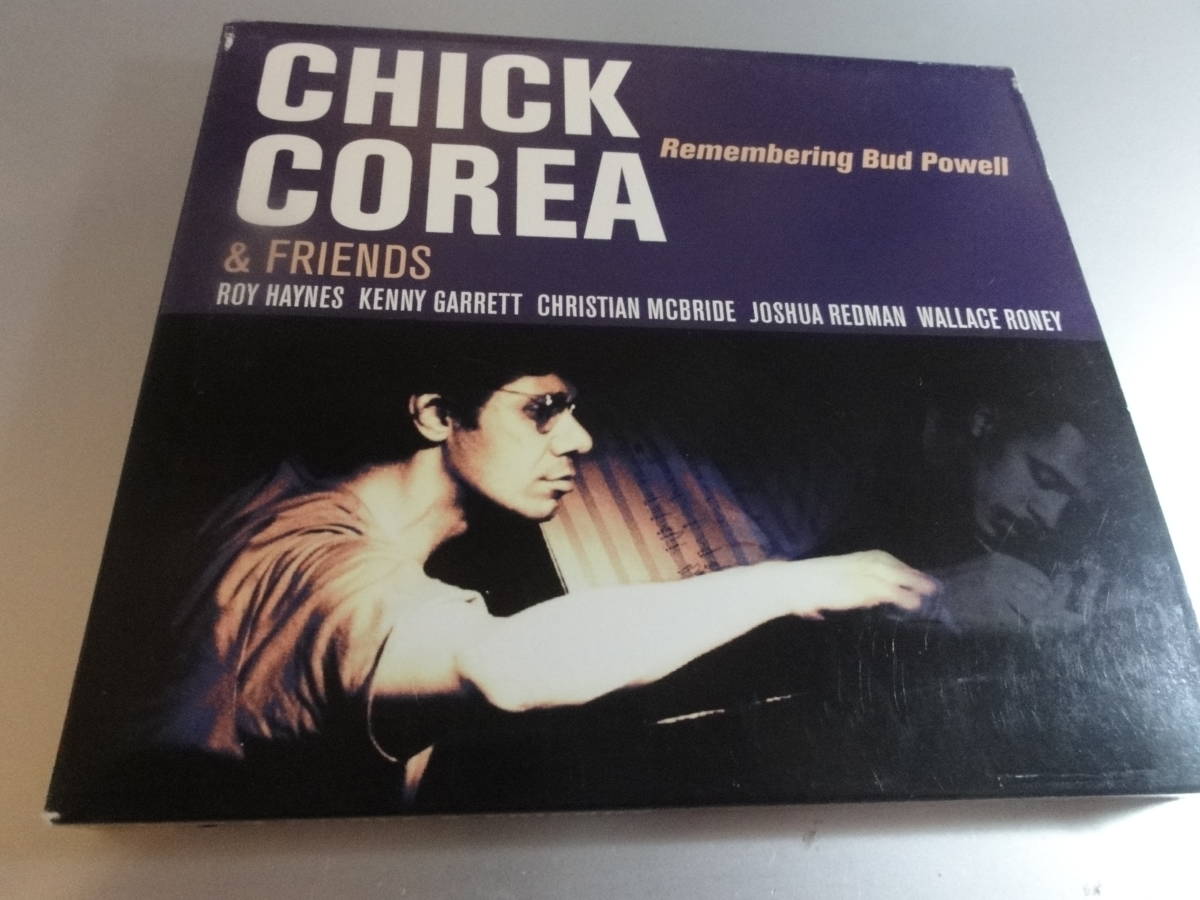 CHICK
COREA
Remembering Bud Powell
& FRIENDS
ROY HAYNES KENNY GARRETT CHRISTIAN MCBRIDE JOSHUA REDMAN WALLACE RONEY